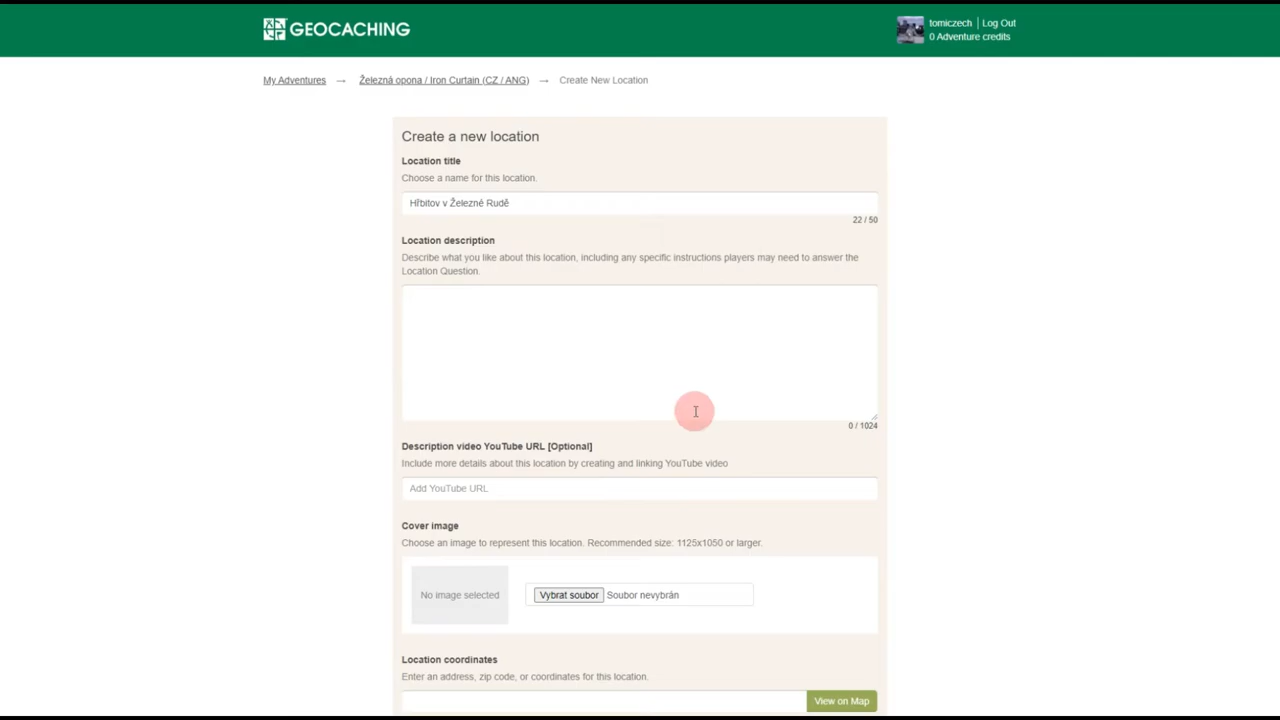 GEOCACHING
tomiczech | Log Out
0 Adventure credits
My Adventures → Železná opona / Iron Curtain (CZ / ANG) → Create New Location
Create a new location
Location title
Choose a name for this location.
Hřbitov v Železné Rudě
22 / 50
Location description
Describe what you like about this location, including any specific instructions players may need to answer the
Location Question.
0 / 1024
Description video YouTube URL [Optional]
Include more details about this location by creating and linking YouTube video
Add YouTube URL
Cover image
Choose an image to represent this location. Recommended size: 1125x1050 or larger.
No image selected
Vybrat soubor Soubor nevybrán
Location coordinates
Enter an address, zip code, or coordinates for this location.
View on Map